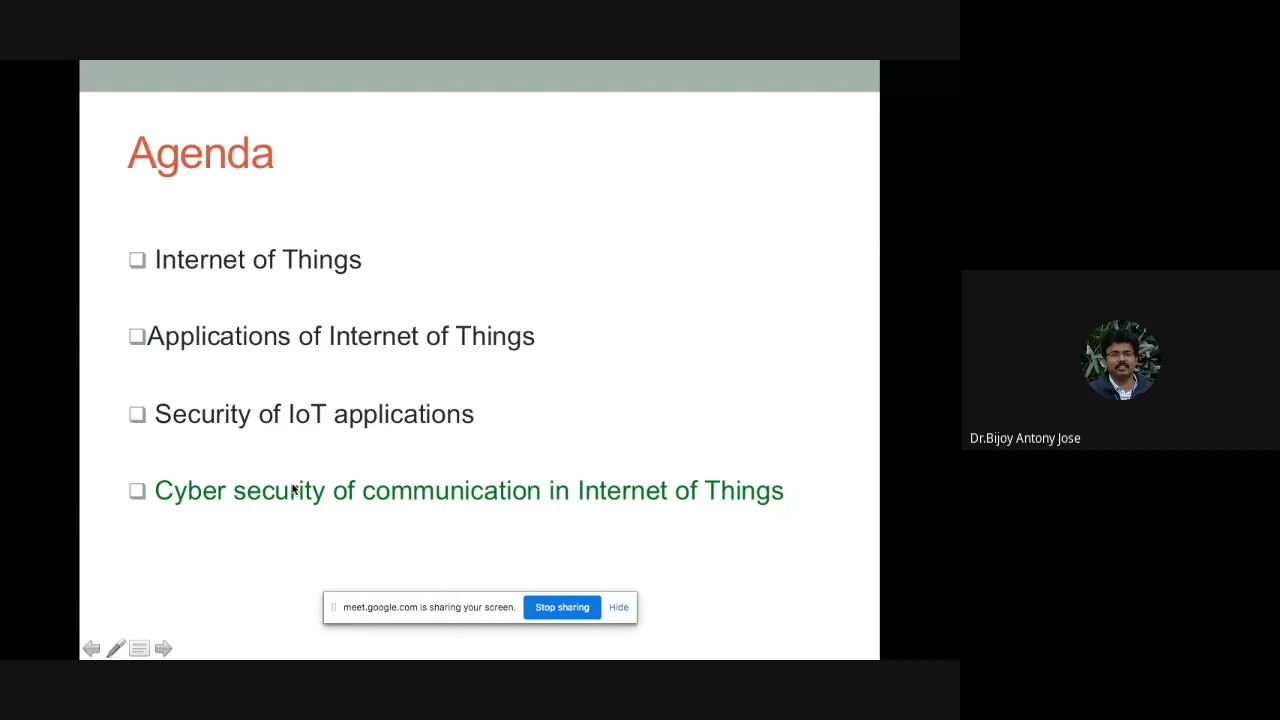 Agenda
Internet of Things
Applications of Internet of Things
Security of IoT applications
Cyber security of communication in Internet of Things
meet.google.com is sharing your screen. Stop sharing Hide
Dr.Bijoy Antony Jose